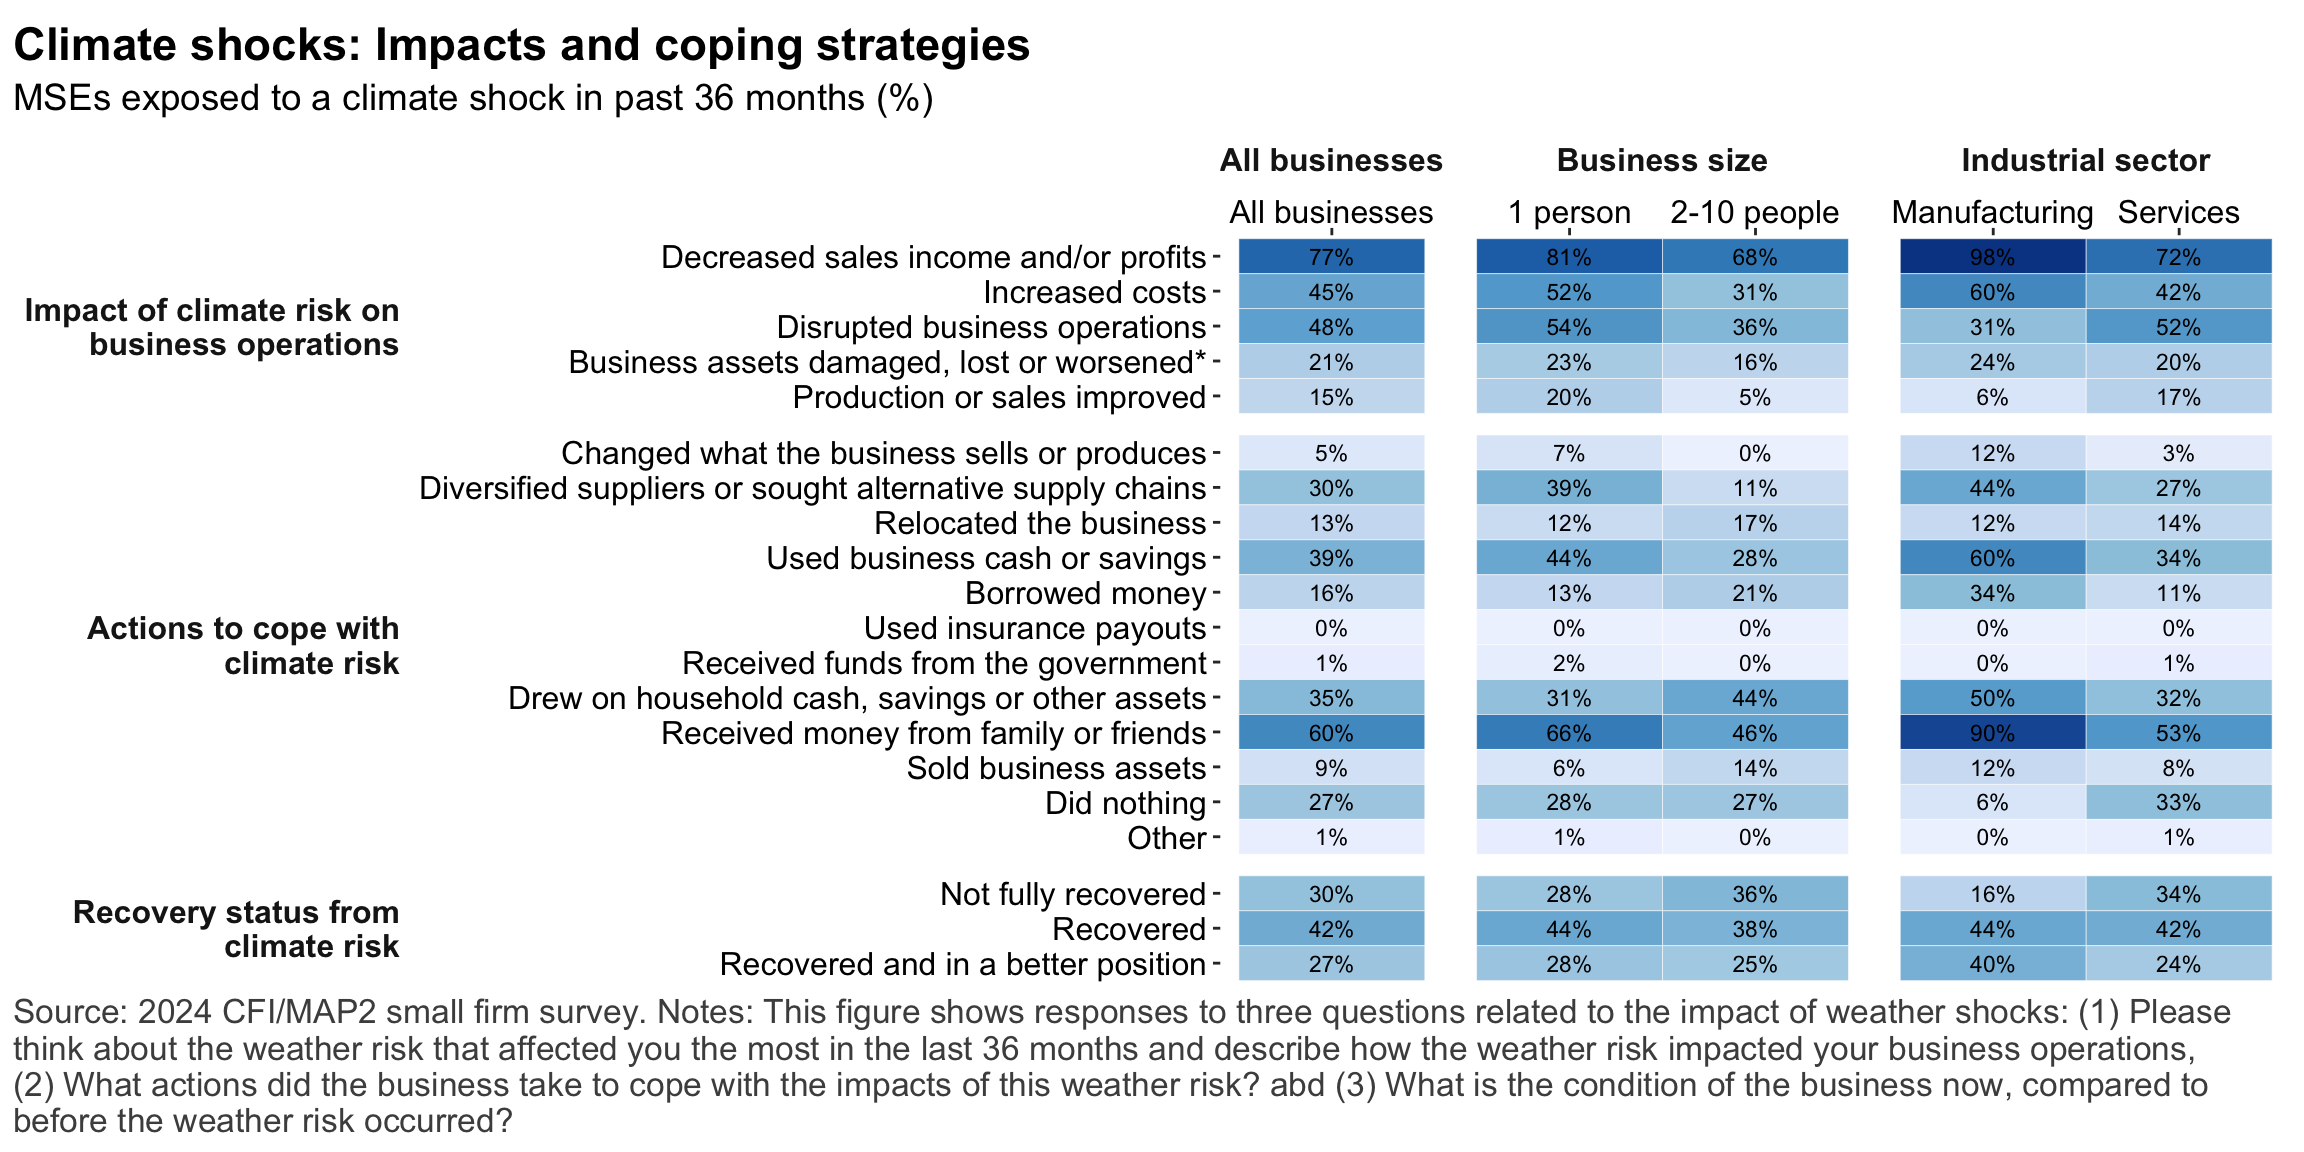 Climate shocks: Impacts and coping strategies
MSEs exposed to a climate shock in past 36 months (%)
All businesses Business size Industrial sector
All businesses 1 person 2-10 people Manufacturing Services
Impact of climate risk on
business operations
Decreased sales income and/or profits 77% 81% 68% 98% 72%
Increased costs 45% 52% 31% 60% 42%
Disrupted business operations 48% 54% 36% 31% 52%
Business assets damaged, lost or worsened* 21% 23% 16% 24% 20%
Production or sales improved 15% 20% 5% 6% 17%
Actions to cope with
climate risk
Changed what the business sells or produces 5% 7% 0% 12% 3%
Diversified suppliers or sought alternative supply chains 30% 39% 11% 44% 27%
Relocated the business 13% 12% 17% 12% 14%
Used business cash or savings 39% 44% 28% 60% 34%
Borrowed money 16% 13% 21% 34% 11%
Used insurance payouts 0% 0% 0% 0% 0%
Received funds from the government 1% 2% 0% 0% 1%
Drew on household cash, savings or other assets 35% 31% 44% 50% 32%
Received money from family or friends 60% 66% 46% 90% 53%
Sold business assets 9% 6% 14% 12% 8%
Did nothing 27% 28% 27% 6% 33%
Other 1% 1% 0% 0% 1%
Recovery status from
climate risk
Not fully recovered 30% 28% 36% 16% 34%
Recovered 42% 44% 38% 44% 42%
Recovered and in a better position 27% 28% 25% 40% 24%
Source: 2024 CFI/MAP2 small firm survey. Notes: This figure shows responses to three questions related to the impact of weather shocks: (1) Please
think about the weather risk that affected you the most in the last 36 months and describe how the weather risk impacted your business operations,
(2) What actions did the business take to cope with the impacts of this weather risk? abd (3) What is the condition of the business now, compared to
before the weather risk occurred?